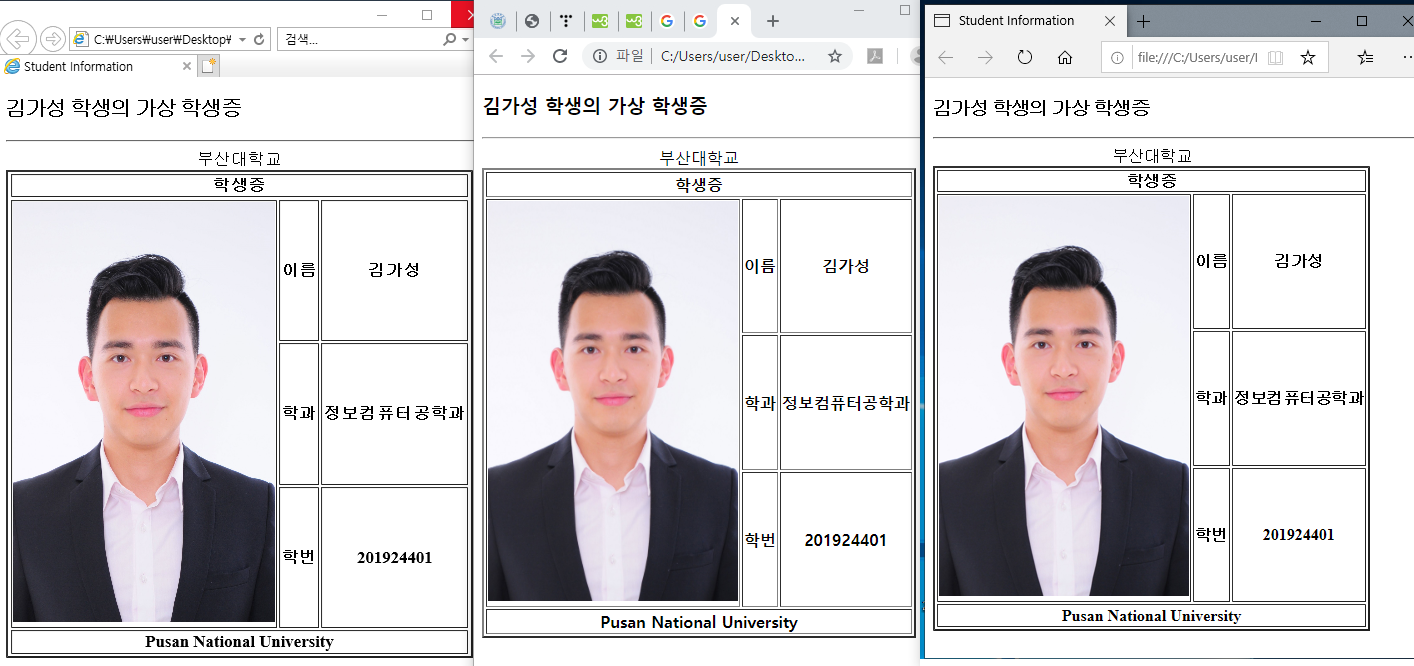 C:￦Users￦user￦Desktop￦
검색...
Student Information
김가성 학생의 가상 학생증
부산대학교
학생증
이름 김가성
학과 정보컴퓨터공학과
학번 201924401
Pusan National University
파일 C:/Users/user/Deskto...
김가성 학생의 가상 학생증
부산대학교
학생증
이름 김가성
학과 정보컴퓨터공학과
학번 201924401
Pusan National University
Student Information
file:///C:/Users/user/
김가성 학생의 가상 학생증
부산대학교
학생증
이름 김가성
학과 정보컴퓨터공학과
학번 201924401
Pusan National University